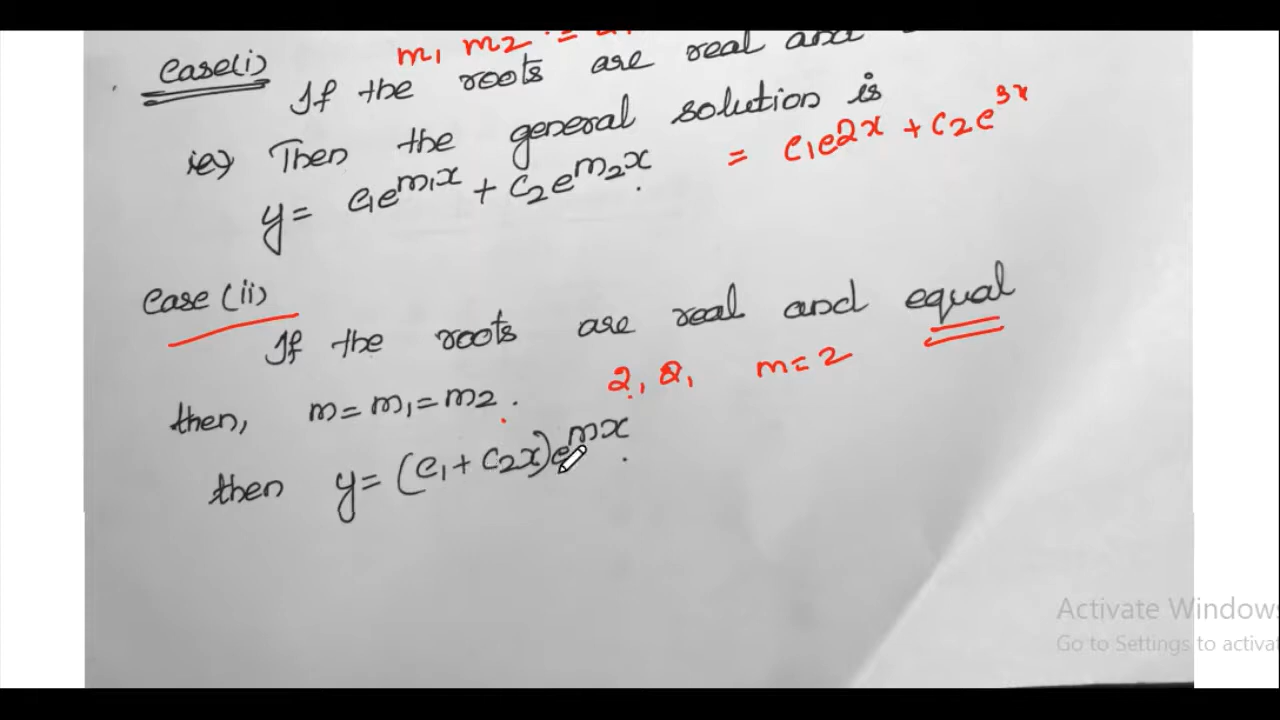 Case(i)
m1 m2
If the roots are real and
ie) Then the general solution is
y = c1e^m1x + c2e^m2x = c1e^2x + c2e^3x
Case (ii)
If the roots are real and equal
then, m = m1 = m2. 2, 2, m = 2
then y = (c1 + c2x)e^mx.
Activate Windows
Go to Settings to activat